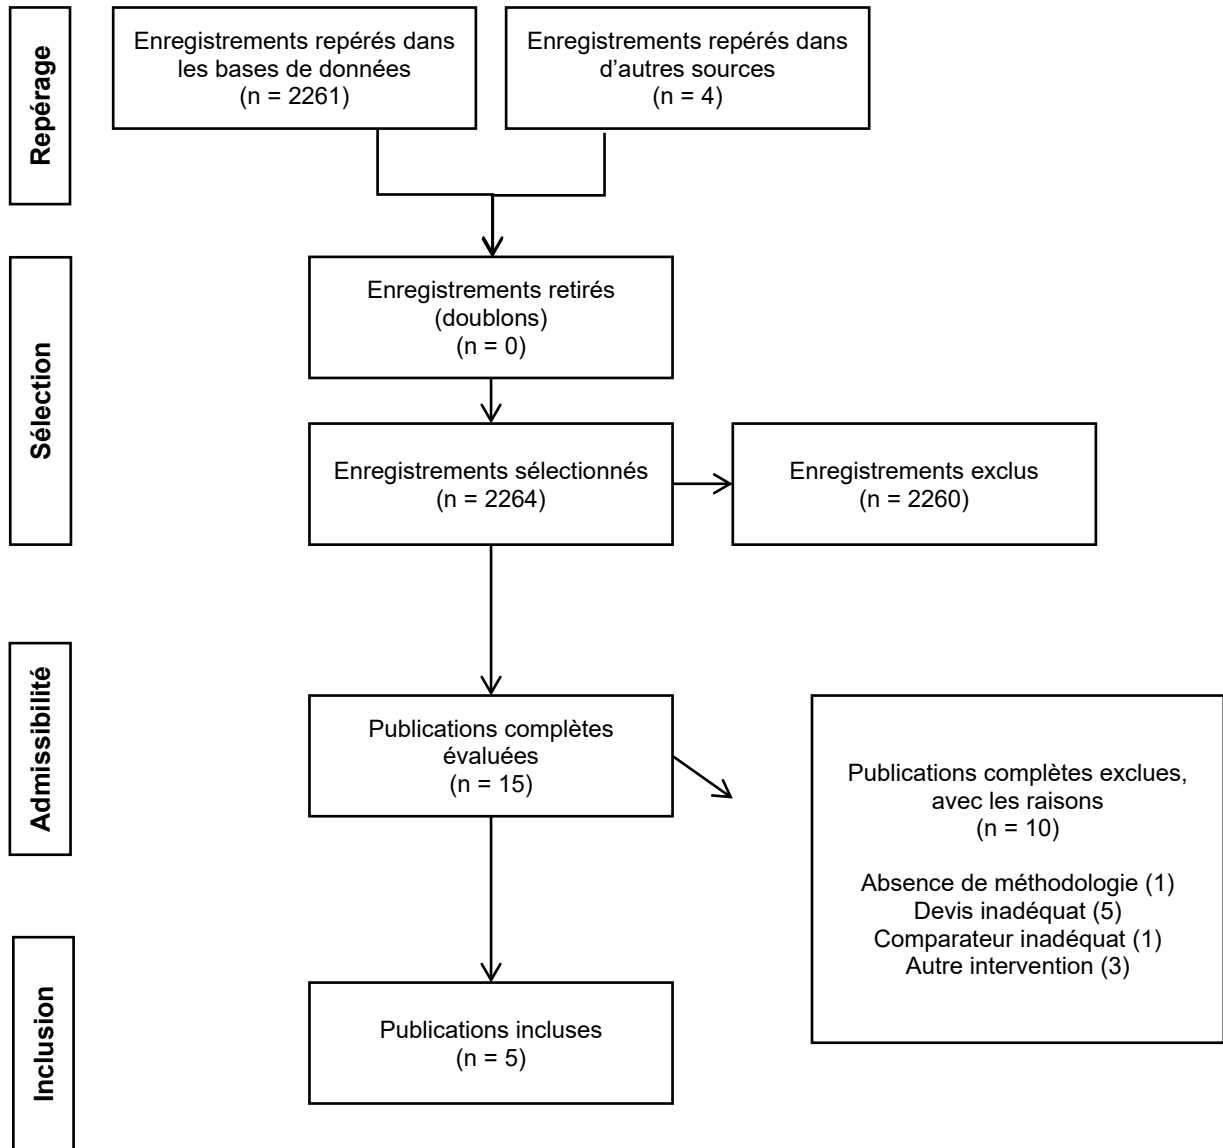 Repérage
Enregistrements repérés dans
les bases de données
(n = 2261)
Enregistrements repérés dans
d’autres sources
(n = 4)
Sélection
Enregistrements retirés
(doublons)
(n = 0)
Enregistrements sélectionnés
(n = 2264)
Enregistrements exclus
(n = 2260)
Admissibilité
Publications complètes
évaluées
(n = 15)
Publications complètes exclues,
avec les raisons
(n = 10)
Absence de méthodologie (1)
Devis inadéquat (5)
Comparateur inadéquat (1)
Autre intervention (3)
Inclusion
Publications incluses
(n = 5)